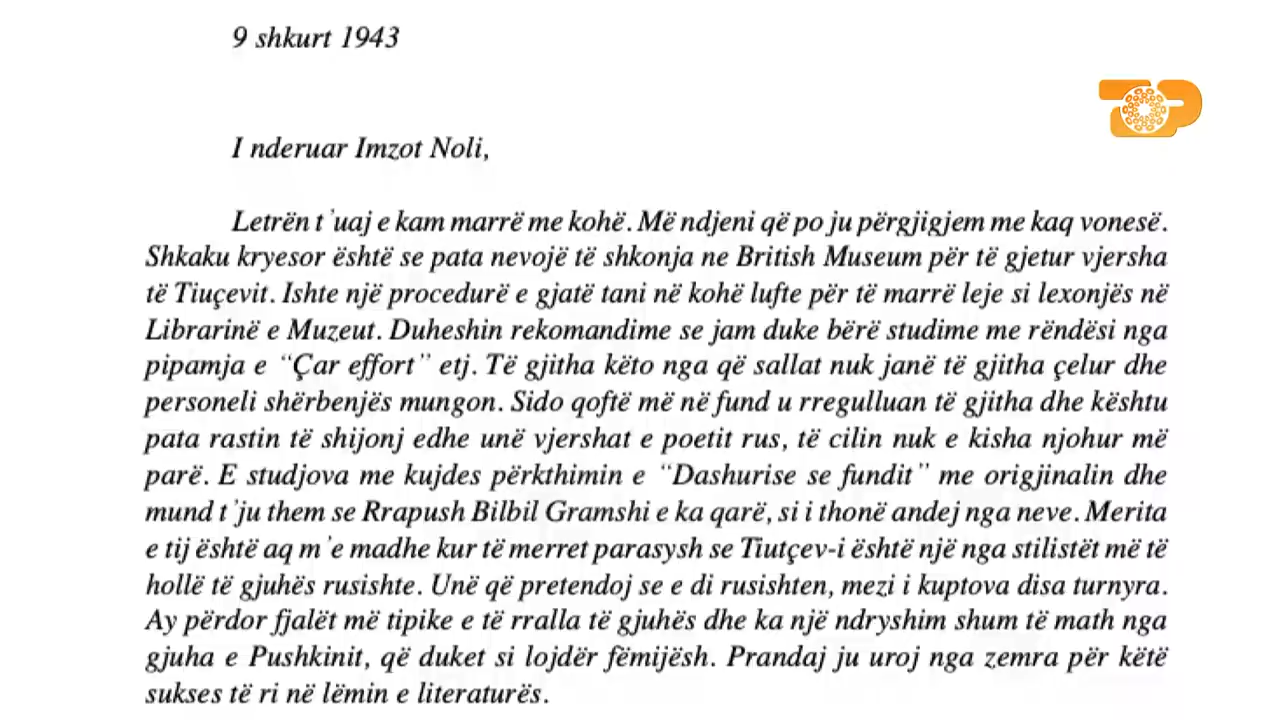 9 shkurt 1943
I nderuar Imzot Noli,
Letrën t'uaj e kam marrë me kohë. Më ndjeni që po ju përgjigjem me kaq vonesë.
Shkaku kryesor është se pata nevojë të shkonja ne British Museum për të gjetur vjersha
të Tiuçevit. Ishte një procedurë e gjatë tani në kohë lufte për të marrë leje si lexonjës në
Librarinë e Muzeut. Duheshin rekomandime se jam duke bërë studime me rëndësi nga
pipamja e “Çar effort” etj. Të gjitha këto nga që sallat nuk janë të gjitha çelur dhe
personeli shërbenjës mungon. Sido qoftë më në fund u rregulluan të gjitha dhe kështu
pata rastin të shijonj edhe unë vjershat e poetit rus, të cilin nuk e kisha njohur më
parë. E studjova me kujdes përkthimin e “Dashurise se fundit” me origjinalin dhe
mund t'ju them se Rrapush Bilbil Gramshi e ka qarë, si i thonë andej nga neve. Merita
e tij është aq m'e madhe kur të merret parasysh se Tiutçev-i është një nga stilistët më të
hollë të gjuhës rusishte. Unë që pretendoj se e di rusishten, mezi i kuptova disa turnyra.
Ay përdor fjalët më tipike e të rralla të gjuhës dhe ka një ndryshim shum të math nga
gjuha e Pushkinit, që duket si lojdër fëmijësh. Prandaj ju uroj nga zemra për këtë
sukses të ri në lëmin e literaturës.